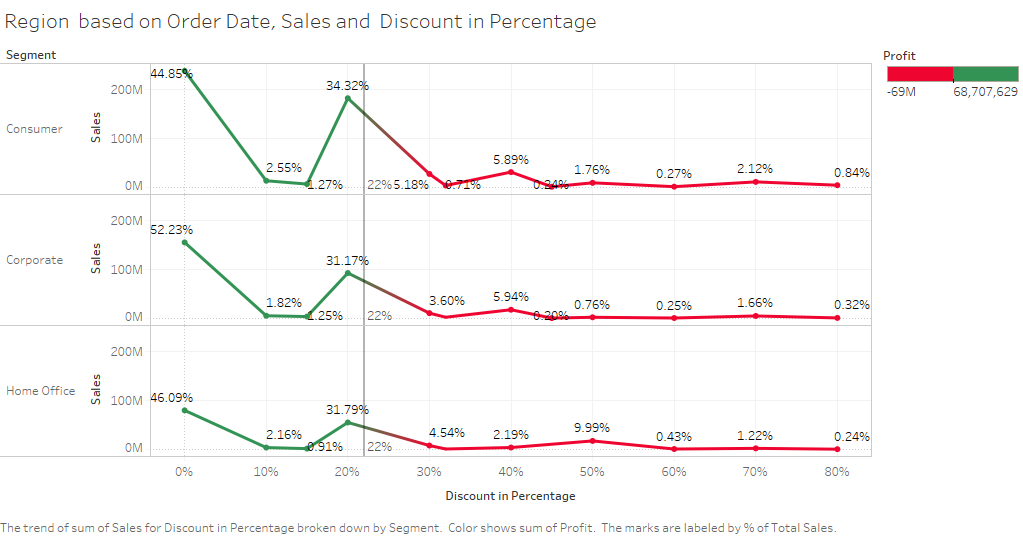 Region  based on Order Date, Sales and  Discount in Percentage
Segment
Profit
-69M 68,707,629
Consumer
Sales
200M
100M
0M
44.85%
2.55%
1.27%
34.32%
22%
5.18%
0.71%
5.89%
0.24%
1.76%
0.27%
2.12%
0.84%
Corporate
Sales
200M
100M
0M
52.23%
1.82%
1.25%
31.17%
22%
3.60%
5.94%
0.20%
0.76%
0.25%
1.66%
0.32%
Home Office
Sales
200M
100M
0M
46.09%
2.16%
0.91%
31.79%
22%
4.54%
2.19%
9.99%
0.43%
1.22%
0.24%
0% 10% 20% 30% 40% 50% 60% 70% 80%
Discount in Percentage
The trend of sum of Sales for Discount in Percentage broken down by Segment.  Color shows sum of Profit.  The marks are labeled by % of Total Sales.